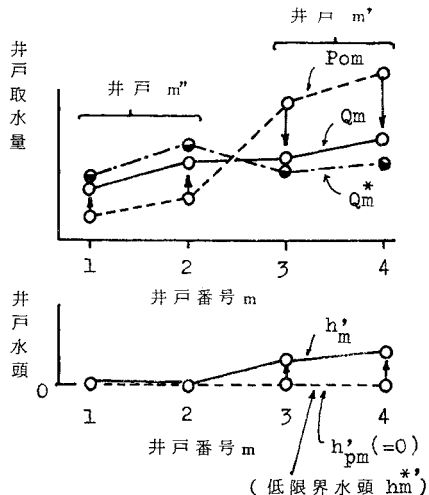 井戸 m'
井戸 m"
Pom
Qm
Qm*
井戸取水量
1 2 3 4
井戸番号m
井戸水頭
h'm
0
1 2 3 4
井戸番号m
h'pm(=0)
(低限界水頭 hm*')